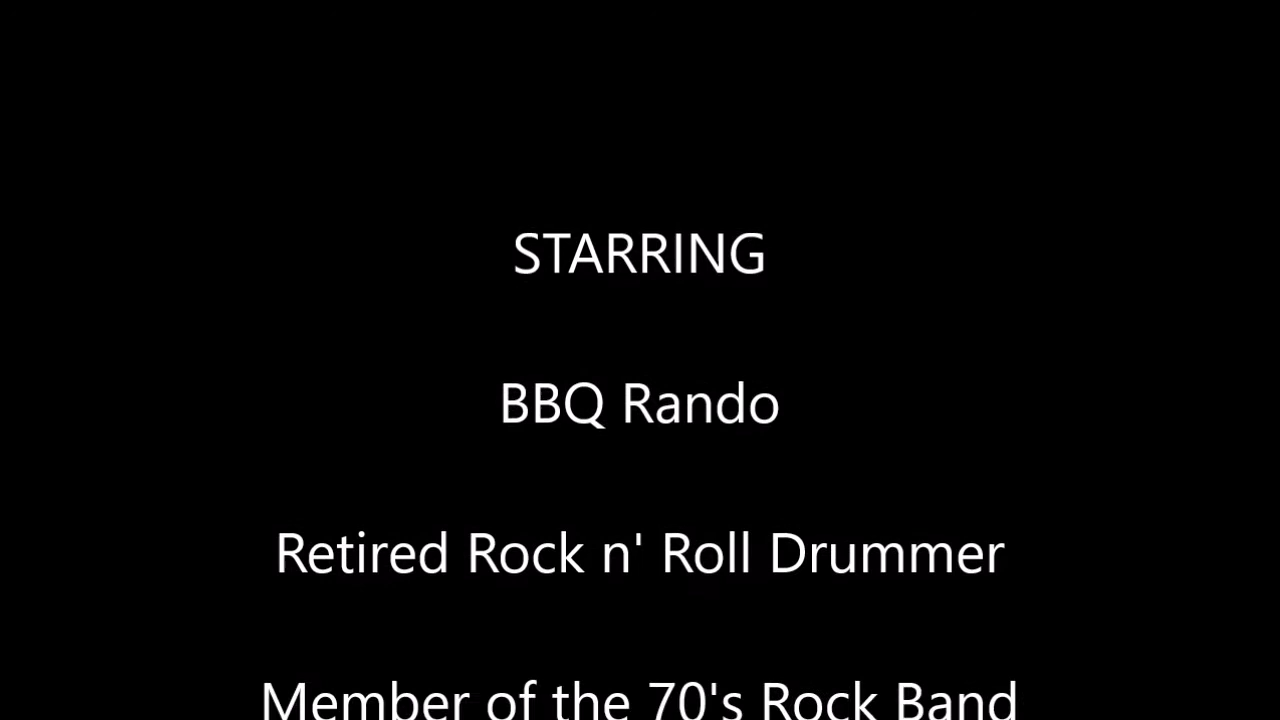 STARRING
BBQ Rando
Retired Rock n' Roll Drummer
Member of the 70's Rock Band